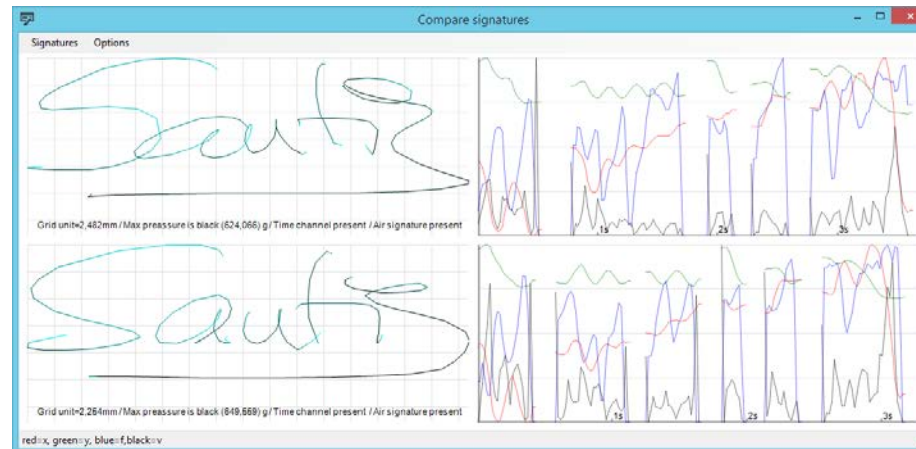 Compare signatures
Signatures Options
Grid unit=2,482mm / Max preassure is black (624,066) g / Time channel present / Air signature present
,1s ,2s ,3s
Grid unit=2,254mm / Max preassure is black (649,559) g / Time channel present / Air signature present
,1s ,2s ,3s
red=x, green=y, blue=f,black=v